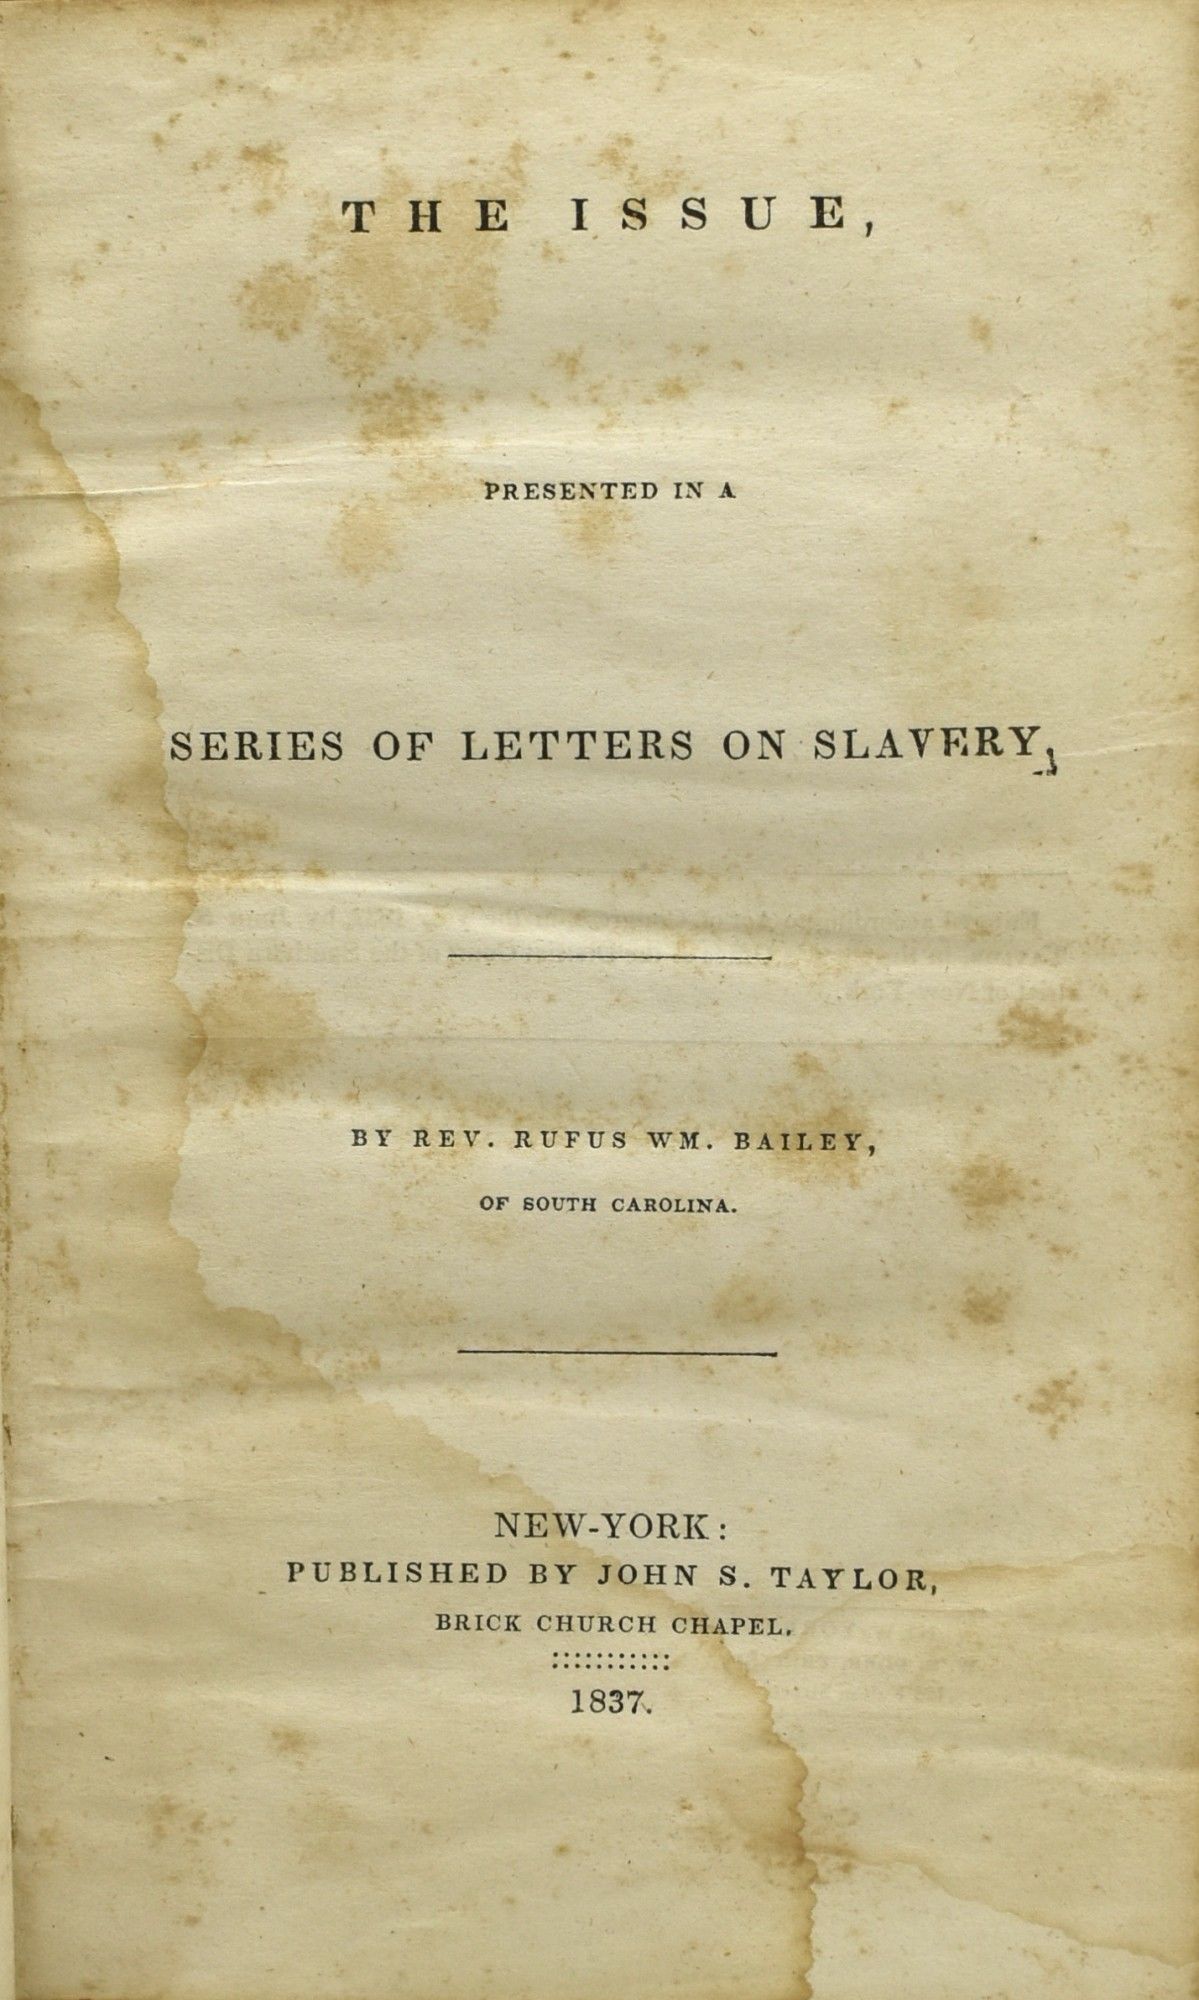 THE ISSUE,
PRESENTED IN A
SERIES OF LETTERS ON SLAVERY,
BY REV. RUFUS WM. BAILEY,
OF SOUTH CAROLINA.
NEW-YORK:
PUBLISHED BY JOHN S. TAYLOR,
BRICK CHURCH CHAPEL.
1837.